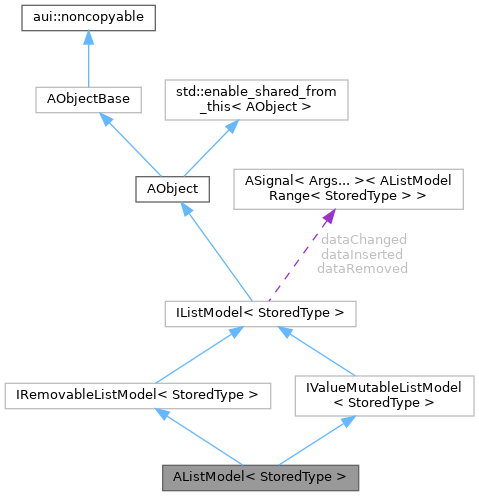 aui::noncopyable
AObjectBase
std::enable_shared_from
_this< AObject >
AObject
ASignal< Args... >< AListModel
Range< StoredType > >
dataChanged
dataInserted
dataRemoved
IListModel< StoredType >
IRemovableListModel< StoredType >
IValueMutableListModel
< StoredType >
AListModel< StoredType >